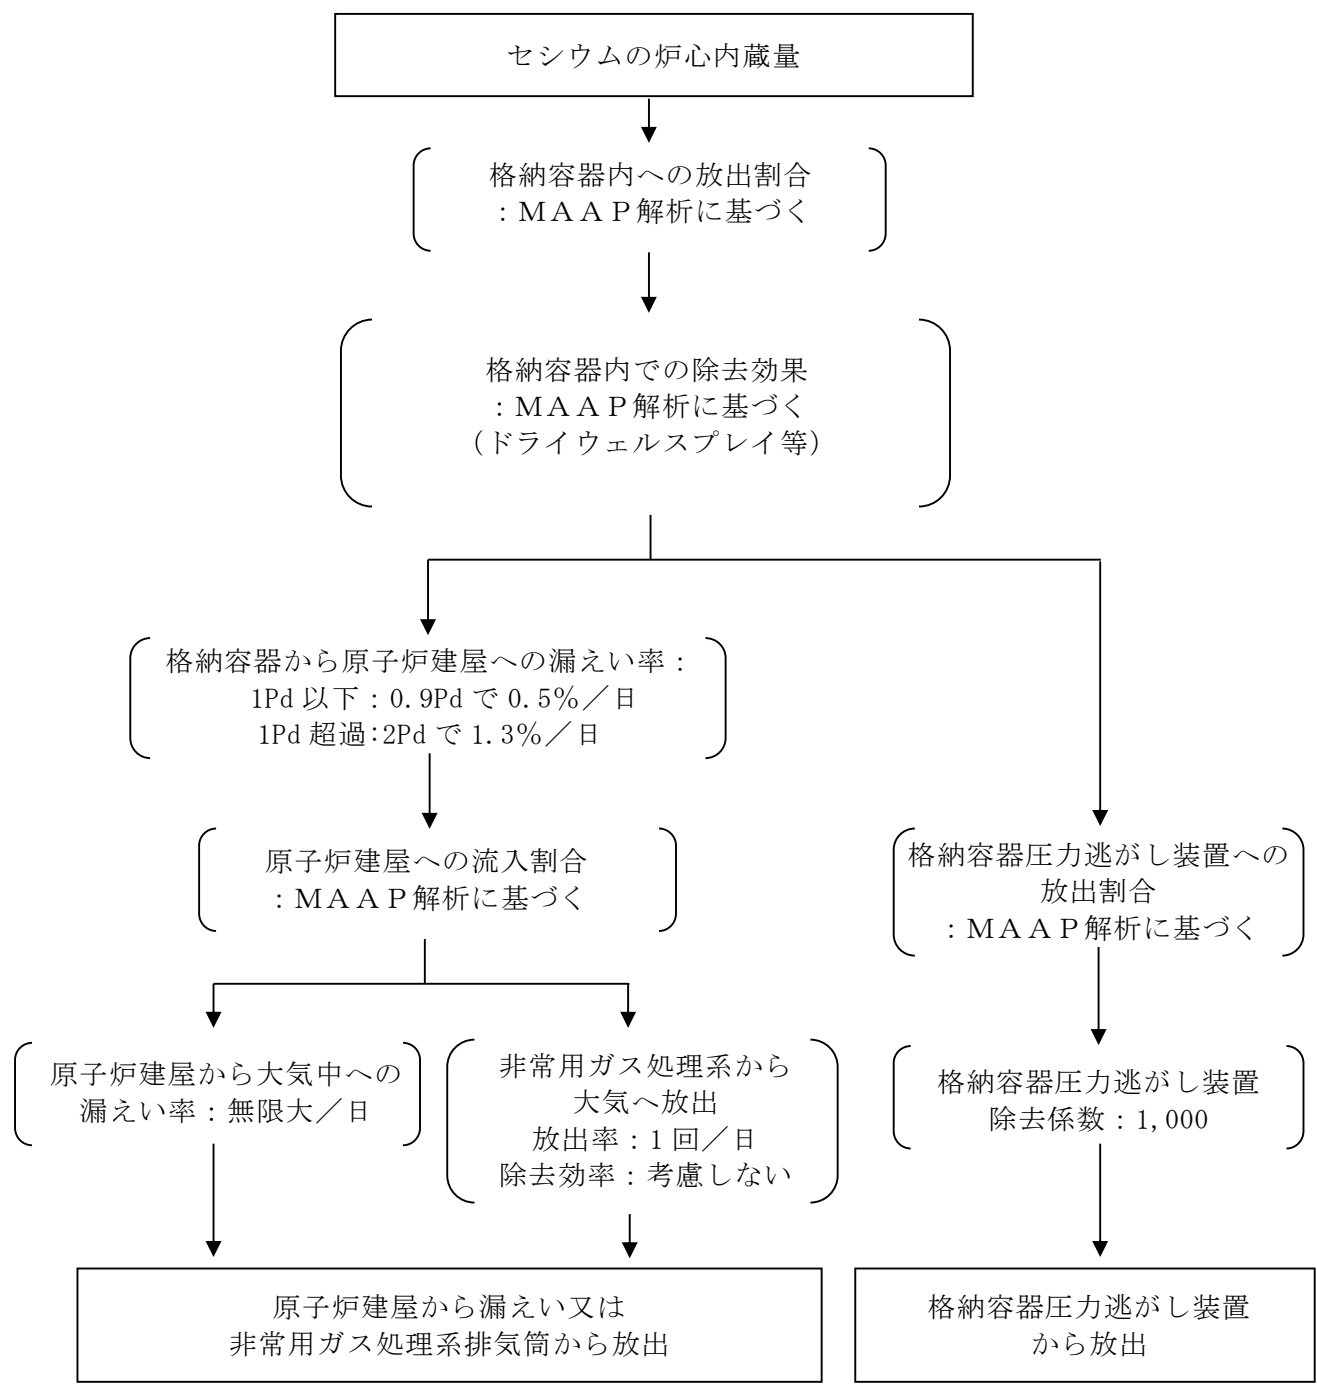 セシウムの炉心内蔵量
格納容器内への放出割合
：ＭＡＡＰ解析に基づく
格納容器内での除去効果
：ＭＡＡＰ解析に基づく
（ドライウェルスプレイ等）
格納容器から原子炉建屋への漏えい率：
1Pd 以下：0.9Pd で 0.5％／日
1Pd 超過：2Pd で 1.3％／日
原子炉建屋への流入割合
：ＭＡＡＰ解析に基づく
格納容器圧力逃がし装置への
放出割合
：ＭＡＡＰ解析に基づく
原子炉建屋から大気中への
漏えい率：無限大／日
非常用ガス処理系から
大気へ放出
放出率：1 回／日
除去効率：考慮しない
格納容器圧力逃がし装置
除去係数：1,000
原子炉建屋から漏えい又は
非常用ガス処理系排気筒から放出
格納容器圧力逃がし装置
から放出